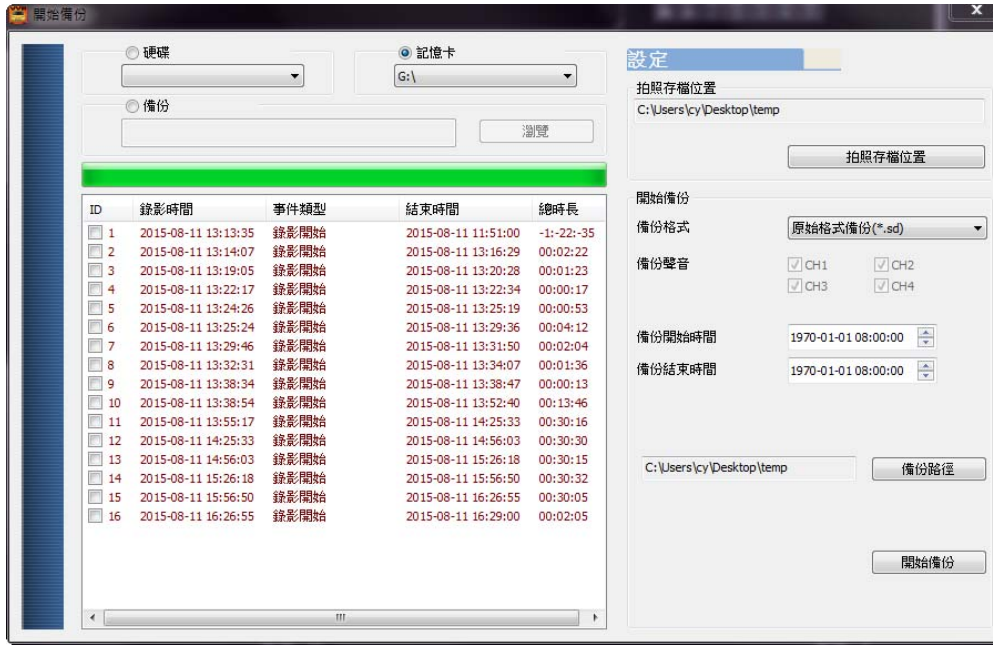 開始備份
x
硬碟
記憶卡
G:\
備份
瀏覽
ID 錄影時間 事件類型 結束時間 總時長
1 2015-08-11 13:13:35 錄影開始 2015-08-11 11:51:00 -1:-22:-35
2 2015-08-11 13:14:07 錄影開始 2015-08-11 13:16:29 00:02:22
3 2015-08-11 13:19:05 錄影開始 2015-08-11 13:20:28 00:01:23
4 2015-08-11 13:22:17 錄影開始 2015-08-11 13:22:34 00:00:17
5 2015-08-11 13:24:26 錄影開始 2015-08-11 13:25:19 00:00:53
6 2015-08-11 13:25:24 錄影開始 2015-08-11 13:29:36 00:04:12
7 2015-08-11 13:29:46 錄影開始 2015-08-11 13:31:50 00:02:04
8 2015-08-11 13:32:31 錄影開始 2015-08-11 13:34:07 00:01:36
9 2015-08-11 13:38:34 錄影開始 2015-08-11 13:38:47 00:00:13
10 2015-08-11 13:38:54 錄影開始 2015-08-11 13:52:40 00:13:46
11 2015-08-11 13:55:17 錄影開始 2015-08-11 14:25:33 00:30:16
12 2015-08-11 14:25:33 錄影開始 2015-08-11 14:56:03 00:30:30
13 2015-08-11 14:56:03 錄影開始 2015-08-11 15:26:18 00:30:15
14 2015-08-11 15:26:18 錄影開始 2015-08-11 15:56:50 00:30:32
15 2015-08-11 15:56:50 錄影開始 2015-08-11 16:26:55 00:30:05
16 2015-08-11 16:26:55 錄影開始 2015-08-11 16:29:00 00:02:05
設定
拍照存檔位置
C:\Users\cy\Desktop\temp
拍照存檔位置
開始備份
備份格式 原始格式備份(*.sd)
備份聲音 CH1 CH2
CH3 CH4
備份開始時間 1970-01-01 08:00:00
備份結束時間 1970-01-01 08:00:00
C:\Users\cy\Desktop\temp 備份路徑
開始備份